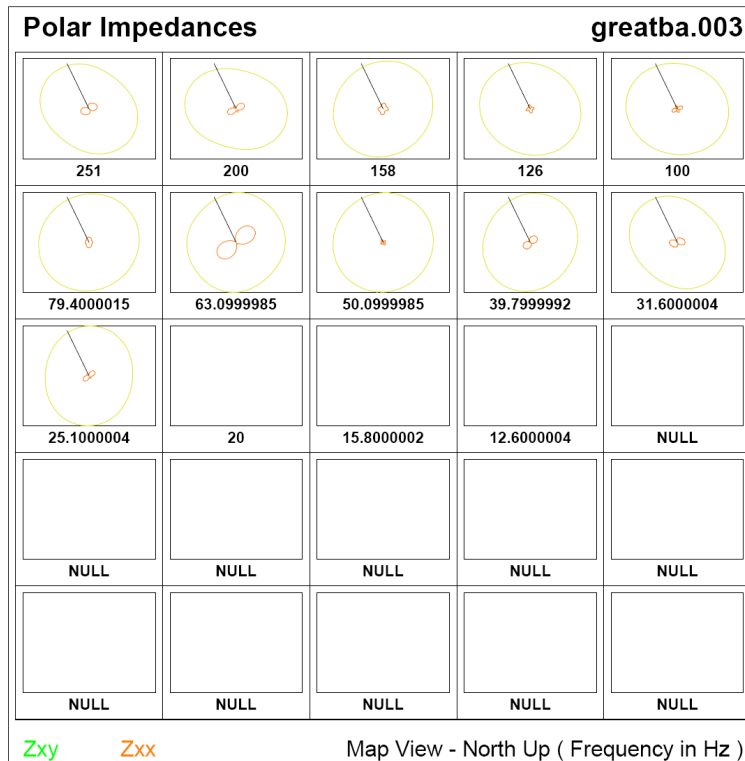 Polar Impedances greatba.003
251 200 158 126 100
79.4000015 63.0999985 50.0999985 39.7999992 31.6000004
25.1000004 20 15.8000002 12.6000004 NULL
NULL NULL NULL NULL NULL
NULL NULL NULL NULL NULL
Zxy Zxx Map View - North Up ( Frequency in Hz )